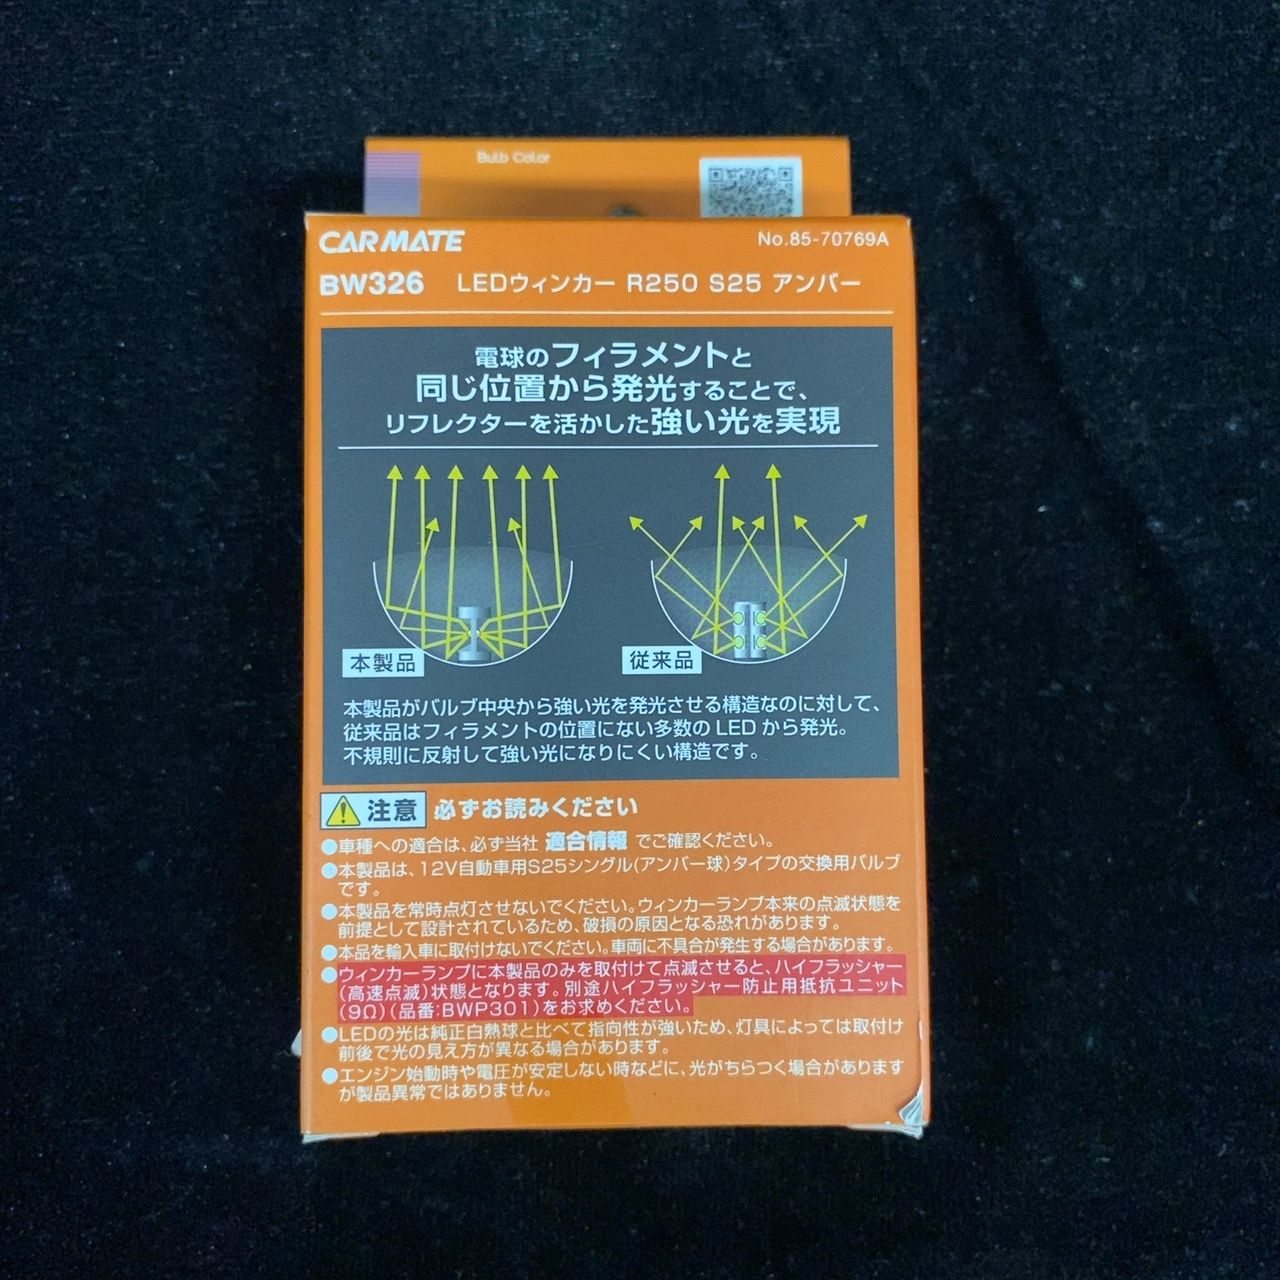 Bulb Color
CARMATE
No.85-70769A
BW326 LEDウィンカー R250 S25 アンバー
電球のフィラメントと
同じ位置から発光することで、
リフレクターを活かした強い光を実現
本製品
従来品
本製品がバルブ中央から強い光を発光させる構造なのに対して、
従来品はフィラメントの位置にない多数のLEDから発光。
不規則に反射して強い光になりにくい構造です。
注意 必ずお読みください
●車種への適合は、必ず当社 適合情報 でご確認ください。
●本製品は、12V自動車用S25シングル(アンバー球)タイプの交換用バルブ
です。
●本製品を常時点灯させないでください。ウィンカーランプ本来の点滅状態を
前提として設計されているため、破損の原因となる恐れがあります。
●本品を輸入車に取付けないでください。車両に不具合が発生する場合があります。
●ウィンカーランプに本製品のみを取付けて点滅させると、ハイフラッシャー
(高速点滅)状態となります。別途ハイフラッシャー防止用抵抗ユニット
(9Ω)(品番:BWP301)をお求めください。
●LEDの光は純正白熱球と比べて指向性が強いため、灯具によっては取付け
前後で光の見え方が異なる場合があります。
●エンジン始動時や電圧が安定しない時などに、光がちらつく場合があります
が製品異常ではありません。